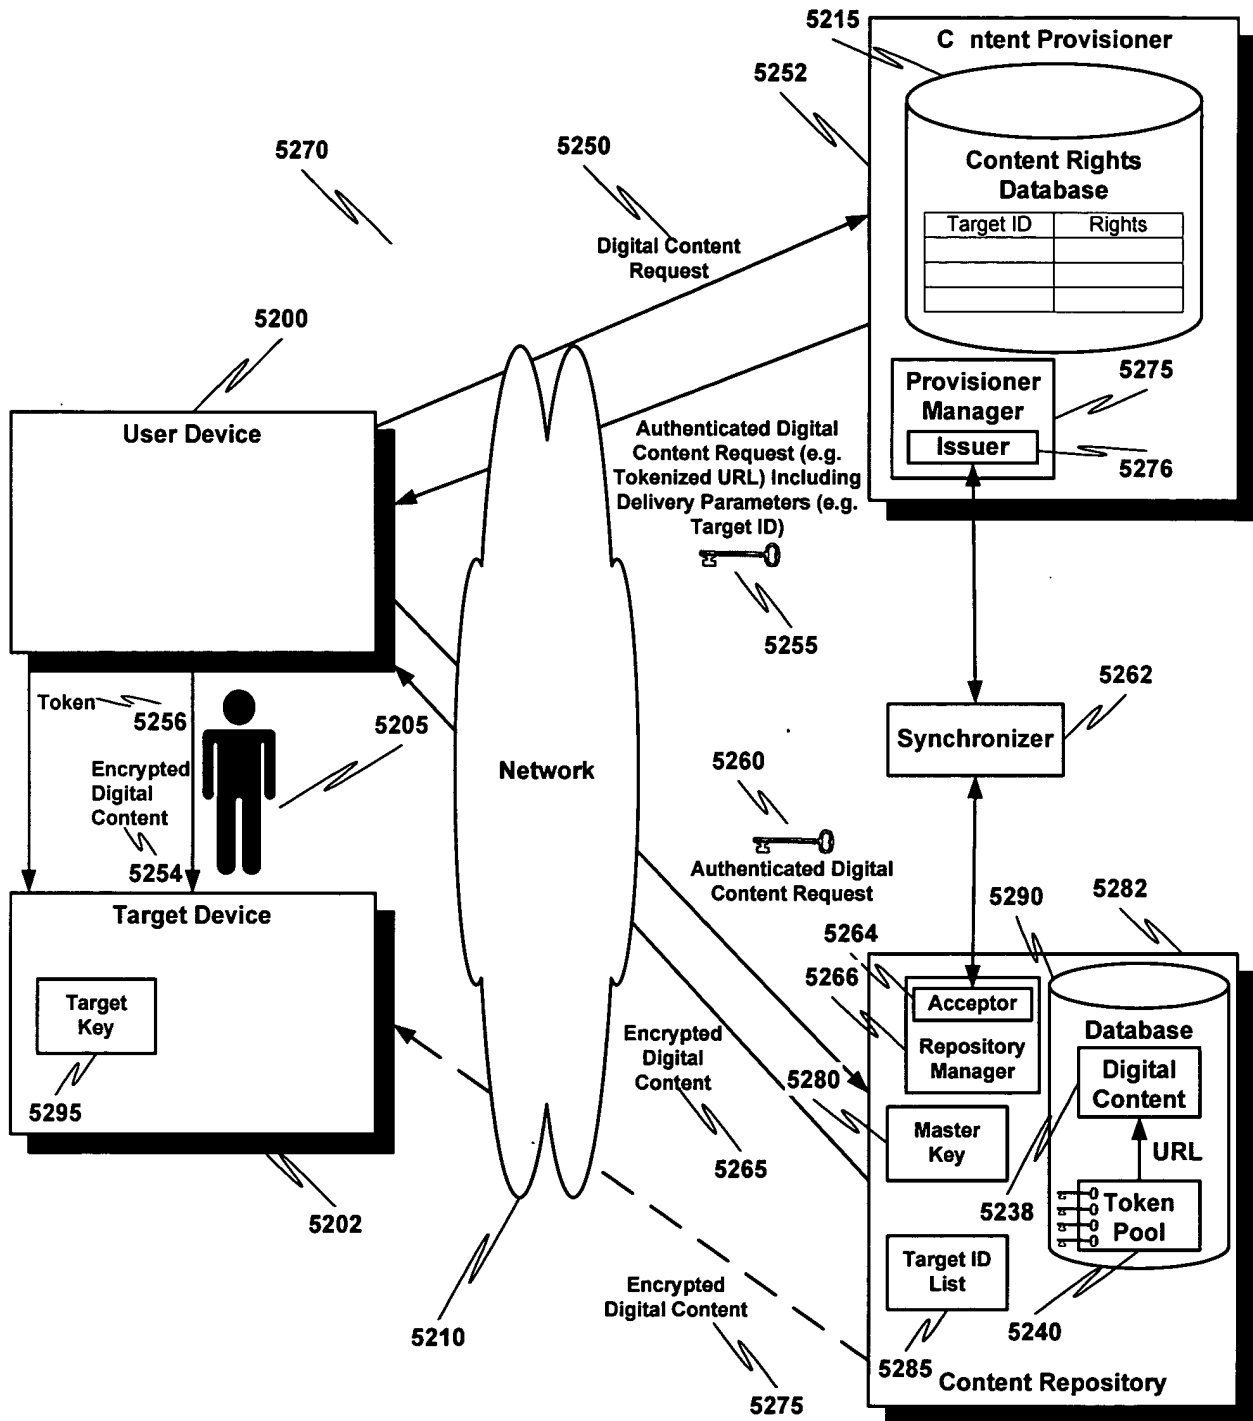 5215
C ntent Provisioner
5252
5250
5270
Content Rights
Database
Target ID
Rights
Digital Content
Request
5200
Provisioner
Manager
5275
Issuer
5276
User Device
Authenticated Digital
Content Request (e.g.
Tokenized URL) Including
Delivery Parameters (e.g.
Target ID)
5255
5262
Token
5256
5205
Synchronizer
Encrypted
Digital
Content
5254
Network
5260
Authenticated Digital
Content Request
5290
5282
5264
5266
Target Device
Acceptor
Repository
Manager
Database
Target
Key
5295
Encrypted
Digital
Content
5280
Digital
Content
Master
Key
URL
5265
5238
Token
Pool
5202
Target ID
List
5240
Encrypted
Digital Content
5210
5285
5275
Content Repository